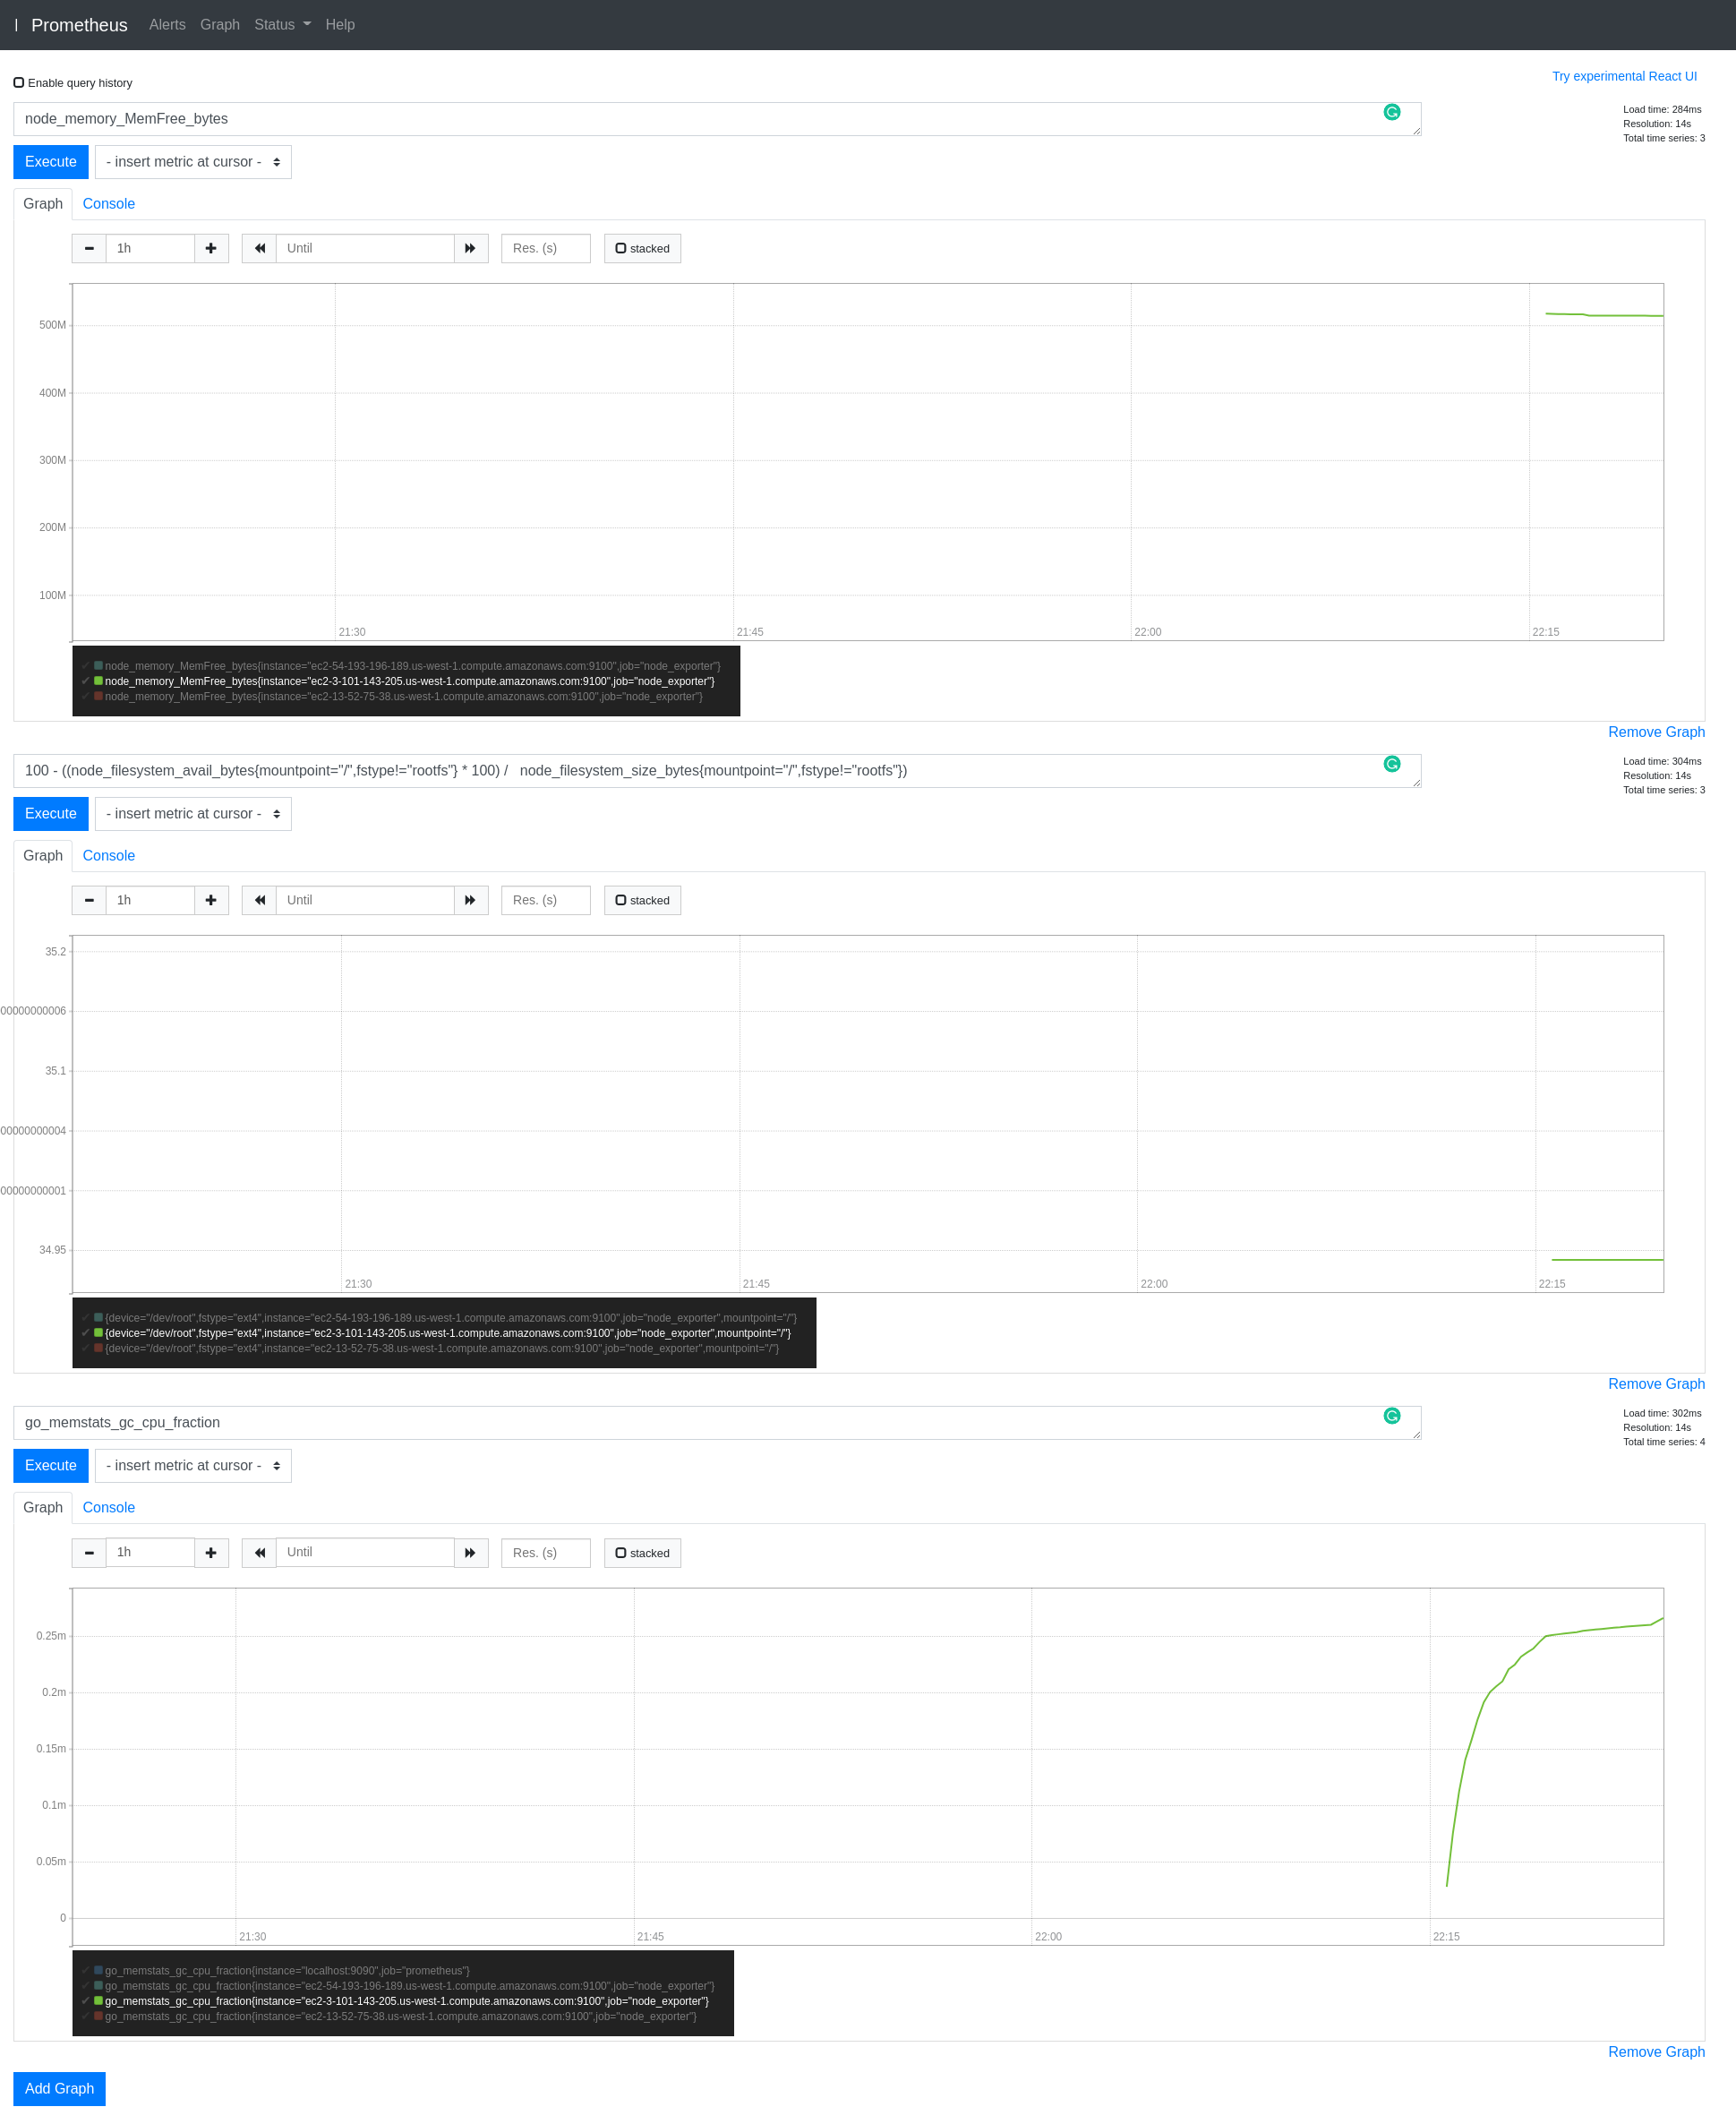 Prometheus Alerts Graph Status Help
Enable query history
Try experimental React UI
node_memory_MemFree_bytes
Load time: 284ms
Resolution: 14s
Total time series: 3
Execute - insert metric at cursor -
Graph Console
1h Until Res. (s) stacked
500M
400M
300M
200M
100M
21:30 21:45 22:00 22:15
node_memory_MemFree_bytes{instance="ec2-54-193-196-189.us-west-1.compute.amazonaws.com:9100",job="node_exporter"}
node_memory_MemFree_bytes{instance="ec2-3-101-143-205.us-west-1.compute.amazonaws.com:9100",job="node_exporter"}
node_memory_MemFree_bytes{instance="ec2-13-52-75-38.us-west-1.compute.amazonaws.com:9100",job="node_exporter"}
Remove Graph
100 - ((node_filesystem_avail_bytes{mountpoint="/",fstype!="rootfs"} * 100) / node_filesystem_size_bytes{mountpoint="/",fstype!="rootfs"})
Load time: 304ms
Resolution: 14s
Total time series: 3
Execute - insert metric at cursor -
Graph Console
1h Until Res. (s) stacked
35.2
00000000006
35.1
00000000004
00000000001
34.95
21:30 21:45 22:00 22:15
{device="/dev/root",fstype="ext4",instance="ec2-54-193-196-189.us-west-1.compute.amazonaws.com:9100",job="node_exporter",mountpoint="/"}
{device="/dev/root",fstype="ext4",instance="ec2-3-101-143-205.us-west-1.compute.amazonaws.com:9100",job="node_exporter",mountpoint="/"}
{device="/dev/root",fstype="ext4",instance="ec2-13-52-75-38.us-west-1.compute.amazonaws.com:9100",job="node_exporter",mountpoint="/"}
Remove Graph
go_memstats_gc_cpu_fraction
Load time: 302ms
Resolution: 14s
Total time series: 4
Execute - insert metric at cursor -
Graph Console
1h Until Res. (s) stacked
0.25m
0.2m
0.15m
0.1m
0.05m
0
21:30 21:45 22:00 22:15
go_memstats_gc_cpu_fraction{instance="localhost:9090",job="prometheus"}
go_memstats_gc_cpu_fraction{instance="ec2-54-193-196-189.us-west-1.compute.amazonaws.com:9100",job="node_exporter"}
go_memstats_gc_cpu_fraction{instance="ec2-3-101-143-205.us-west-1.compute.amazonaws.com:9100",job="node_exporter"}
go_memstats_gc_cpu_fraction{instance="ec2-13-52-75-38.us-west-1.compute.amazonaws.com:9100",job="node_exporter"}
Remove Graph
Add Graph